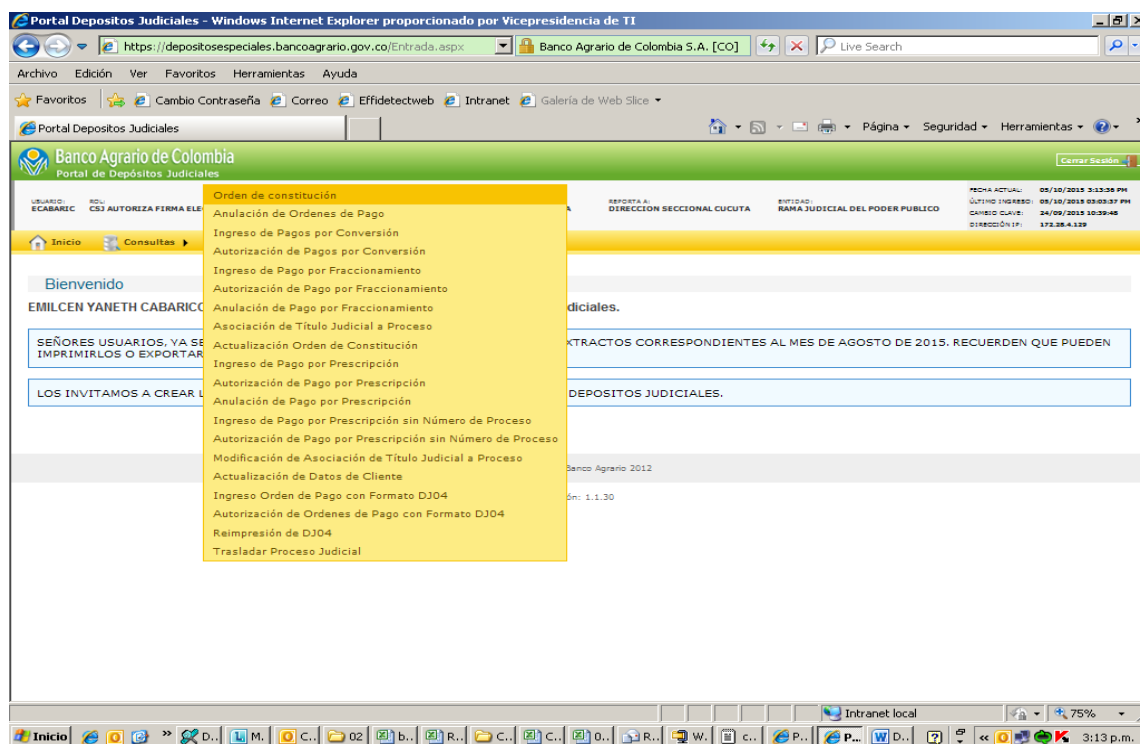 Portal Depositos Judiciales - Windows Internet Explorer proporcionado por Vicepresidencia de TI
https://depositosespeciales.bancoagrario.gov.co/Entrada.aspx Banco Agrario de Colombia S.A. [CO] Live Search
Archivo Edición Ver Favoritos Herramientas Ayuda
Favoritos Cambio Contraseña Correo Effidetectweb Intranet Galería de Web Slice
Portal Depositos Judiciales Página Seguridad Herramientas
Banco Agrario de Colombia
Portal de Depósitos Judiciales
Cerrar Sesión
USUARIO: ROL: REPORTA A: ENTIDAD:
ECABARIC CSJ AUTORIZA FIRMA ELE DIRECCION SECCIONAL CUCUTA RAMA JUDICIAL DEL PODER PUBLICO
FECHA ACTUAL: 05/10/2015 3:13:36 PM
ÚLTIMO INGRESO: 05/10/2015 03:03:37 PM
CAMBIO CLAVE: 24/09/2015 10:39:48
DIRECCIÓN IP: 172.28.4.129
Inicio Consultas
Orden de constitución
Anulación de Ordenes de Pago
Ingreso de Pagos por Conversión
Autorización de Pagos por Conversión
Ingreso de Pago por Fraccionamiento
Autorización de Pago por Fraccionamiento
Anulación de Pago por Fraccionamiento
Asociación de Título Judicial a Proceso
Actualización Orden de Constitución
Ingreso de Pago por Prescripción
Autorización de Pago por Prescripción
Anulación de Pago por Prescripción
Ingreso de Pago por Prescripción sin Número de Proceso
Autorización de Pago por Prescripción sin Número de Proceso
Modificación de Asociación de Título Judicial a Proceso
Actualización de Datos de Cliente
Ingreso Orden de Pago con Formato DJ04
Autorización de Ordenes de Pago con Formato DJ04
Reimpresión de DJ04
Trasladar Proceso Judicial
Bienvenido
EMILCEN YANETH CABARICO diciales.
SEÑORES USUARIOS, YA SE XTRACTOS CORRESPONDIENTES AL MES DE AGOSTO DE 2015. RECUERDEN QUE PUEDEN
IMPRIMIRLOS O EXPORTAR
LOS INVITAMOS A CREAR L DEPOSITOS JUDICIALES.
Banco Agrario 2012
ón: 1.1.30
Intranet local 75%
Inicio D.. M.. C.. 02 b.. R.. C.. C.. 0.. R.. W.. c.. P.. P... D.. 3:13 p.m.